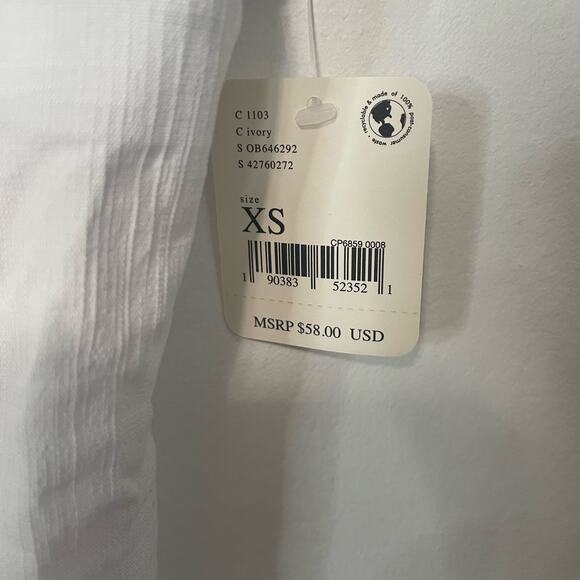 recyclable & made of 100% post-consumer waste •
C 1103
C ivory
S OB646292
S 42760272
size
XS
CP6859 0008
1 90383 52352 1
MSRP $58.00 USD